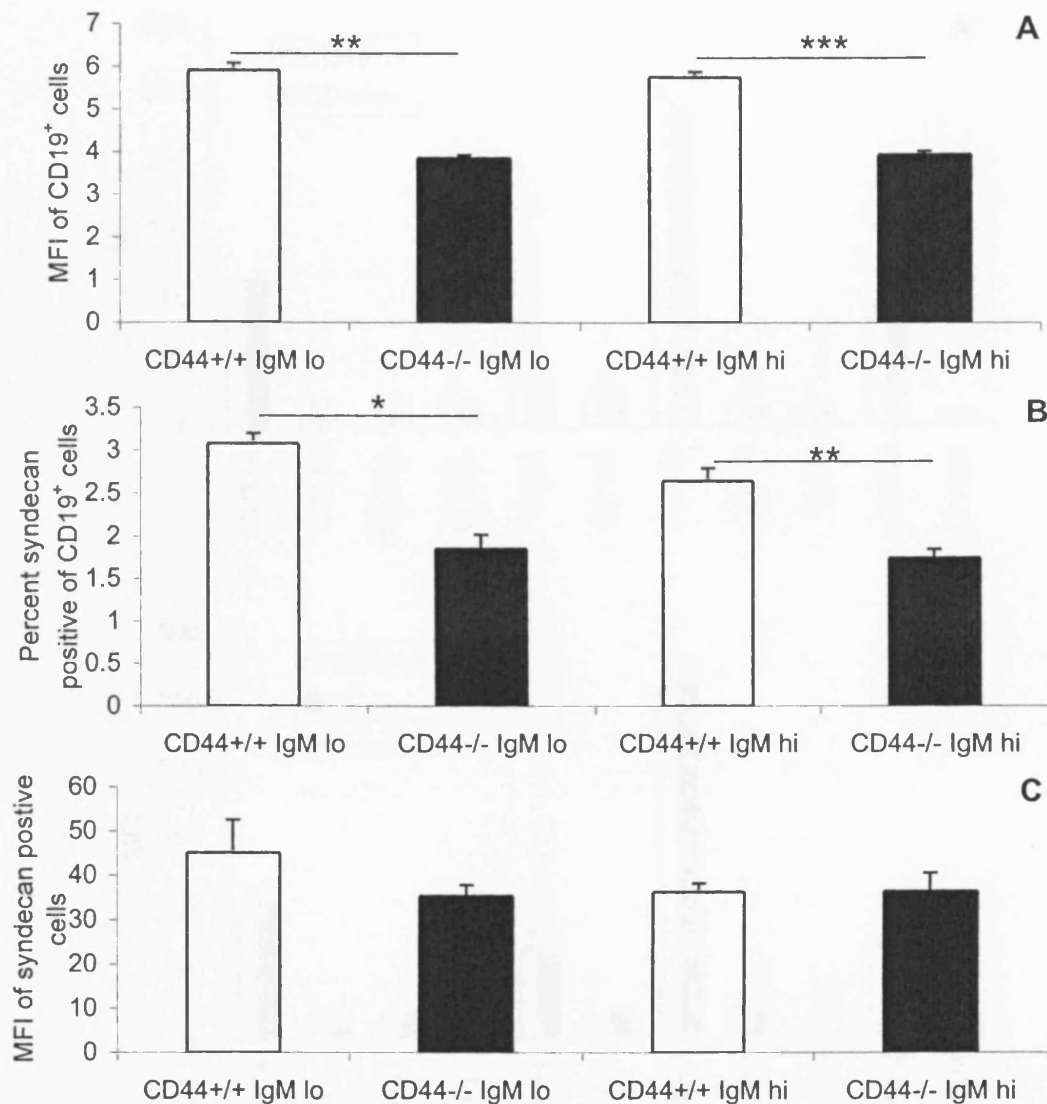 A
7
6
5
4
3
2
1
0
MFI of CD19⁺ cells
**
***
CD44+/+ IgM lo
CD44-/- IgM lo
CD44+/+ IgM hi
CD44-/- IgM hi
B
3.5
3
2.5
2
1.5
1
0.5
0
Percent syndecan
positive of CD19⁺ cells
*
**
CD44+/+ IgM lo
CD44-/- IgM lo
CD44+/+ IgM hi
CD44-/- IgM hi
C
60
50
40
30
20
10
0
MFI of syndecan postive
cells
CD44+/+ IgM lo
CD44-/- IgM lo
CD44+/+ IgM hi
CD44-/- IgM hi